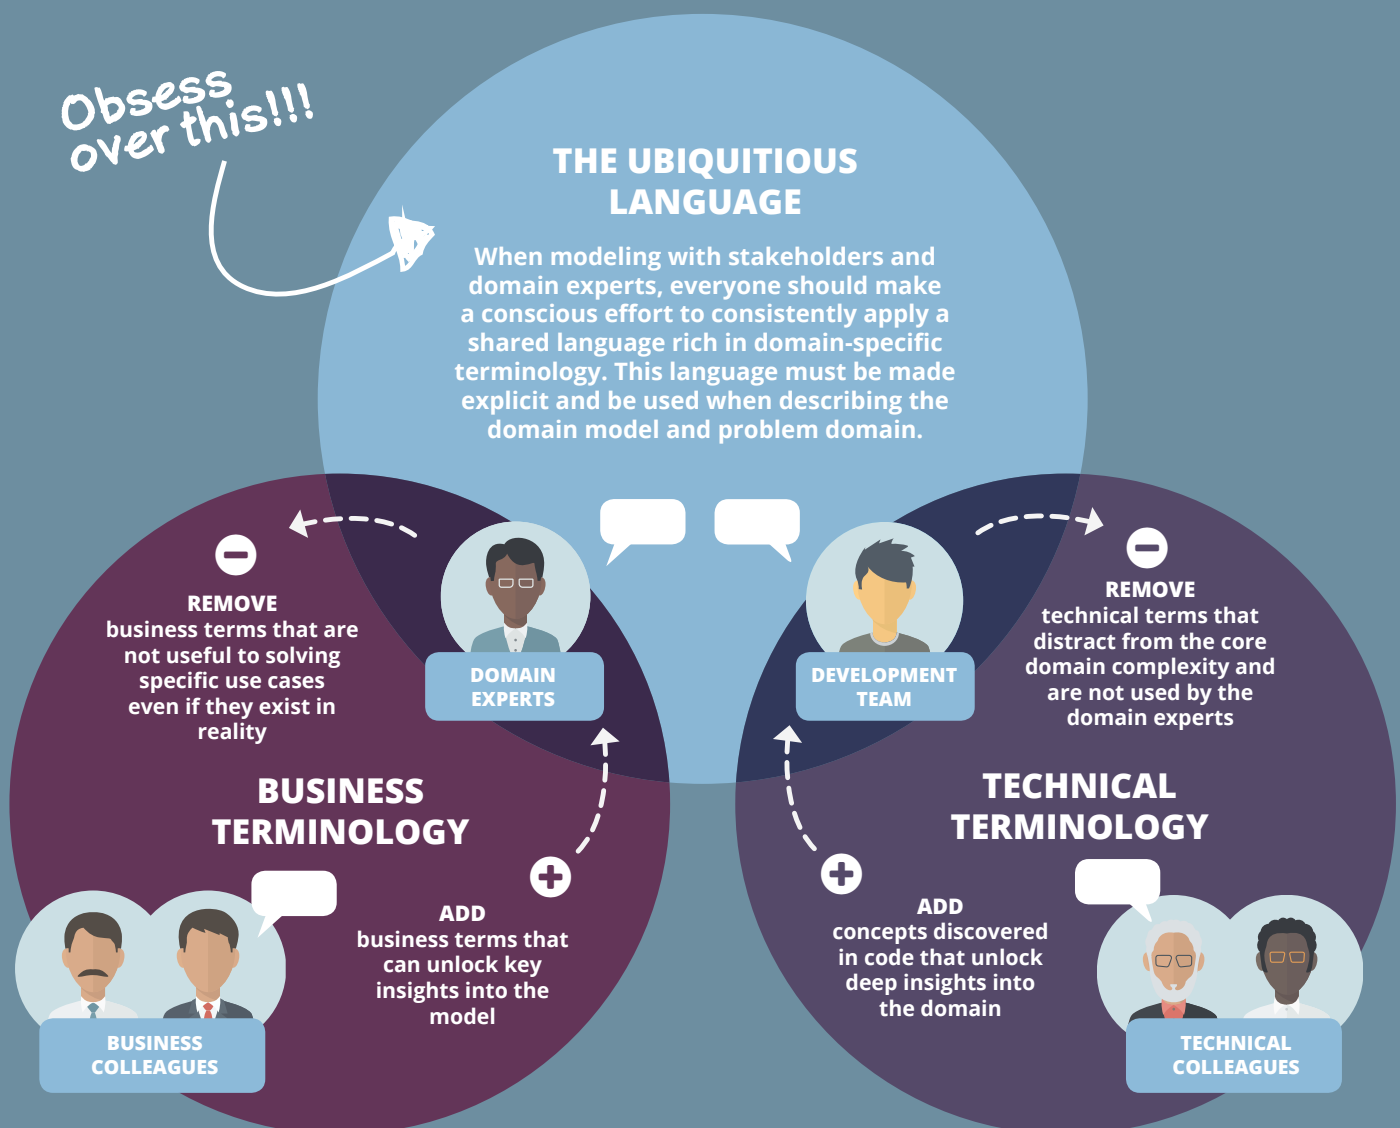 Obsess
over this!!!
THE UBIQUITIOUS
LANGUAGE
When modeling with stakeholders and
domain experts, everyone should make
a conscious effort to consistently apply a
shared language rich in domain-specific
terminology. This language must be made
explicit and be used when describing the
domain model and problem domain.
REMOVE
business terms that are
not useful to solving
specific use cases
even if they exist in
reality
DOMAIN
EXPERTS
DEVELOPMENT
TEAM
REMOVE
technical terms that
distract from the core
domain complexity and
are not used by the
domain experts
BUSINESS
TERMINOLOGY
TECHNICAL
TERMINOLOGY
ADD
business terms that
can unlock key
insights into the
model
ADD
concepts discovered
in code that unlock
deep insights into
the domain
BUSINESS
COLLEAGUES
TECHNICAL
COLLEAGUES